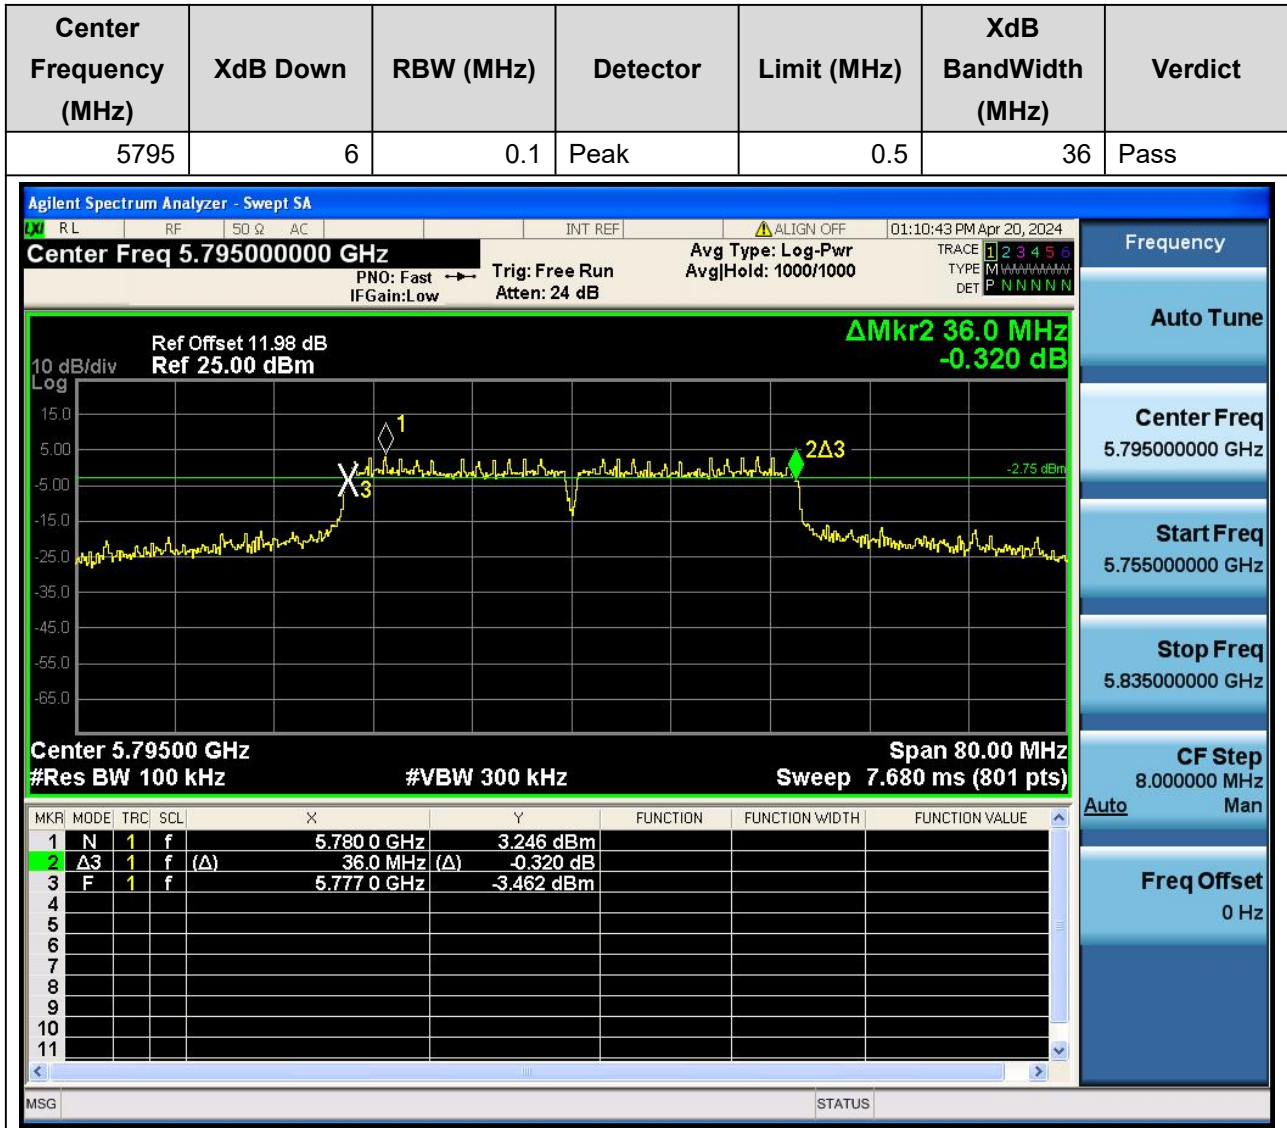 Center Frequency (MHz) XdB Down RBW (MHz) Detector Limit (MHz) XdB BandWidth (MHz) Verdict
5795 6 0.1 Peak 0.5 36 Pass
Agilent Spectrum Analyzer - Swept SA
LXI RL RF 50 Ω AC INT REF ALIGN OFF 01:10:43 PM Apr 20, 2024
Center Freq 5.795000000 GHz
PNO: Fast
IFGain:Low
Trig: Free Run
Atten: 24 dB
Avg Type: Log-Pwr
Avg|Hold: 1000/1000
TRACE 1 2 3 4 5 6
TYPE M WWWWW
DET P N N N N N
ΔMkr2 36.0 MHz
-0.320 dB
Ref Offset 11.98 dB
10 dB/div Ref 25.00 dBm
Log
15.0
5.00
-5.00
-15.0
-25.0
-35.0
-45.0
-55.0
-65.0
1
2Δ3
3
-2.75 dBm
Center 5.79500 GHz Span 80.00 MHz
#Res BW 100 kHz #VBW 300 kHz Sweep 7.680 ms (801 pts)
MKR MODE TRC SCL X Y FUNCTION FUNCTION WIDTH FUNCTION VALUE
1 N 1 f 5.780 0 GHz 3.246 dBm
2 Δ3 1 f (Δ) 36.0 MHz (Δ) -0.320 dB
3 F 1 f 5.777 0 GHz -3.462 dBm
4
5
6
7
8
9
10
11
MSG STATUS
Frequency
Auto Tune
Center Freq
5.795000000 GHz
Start Freq
5.755000000 GHz
Stop Freq
5.835000000 GHz
CF Step
8.000000 MHz
Auto Man
Freq Offset
0 Hz